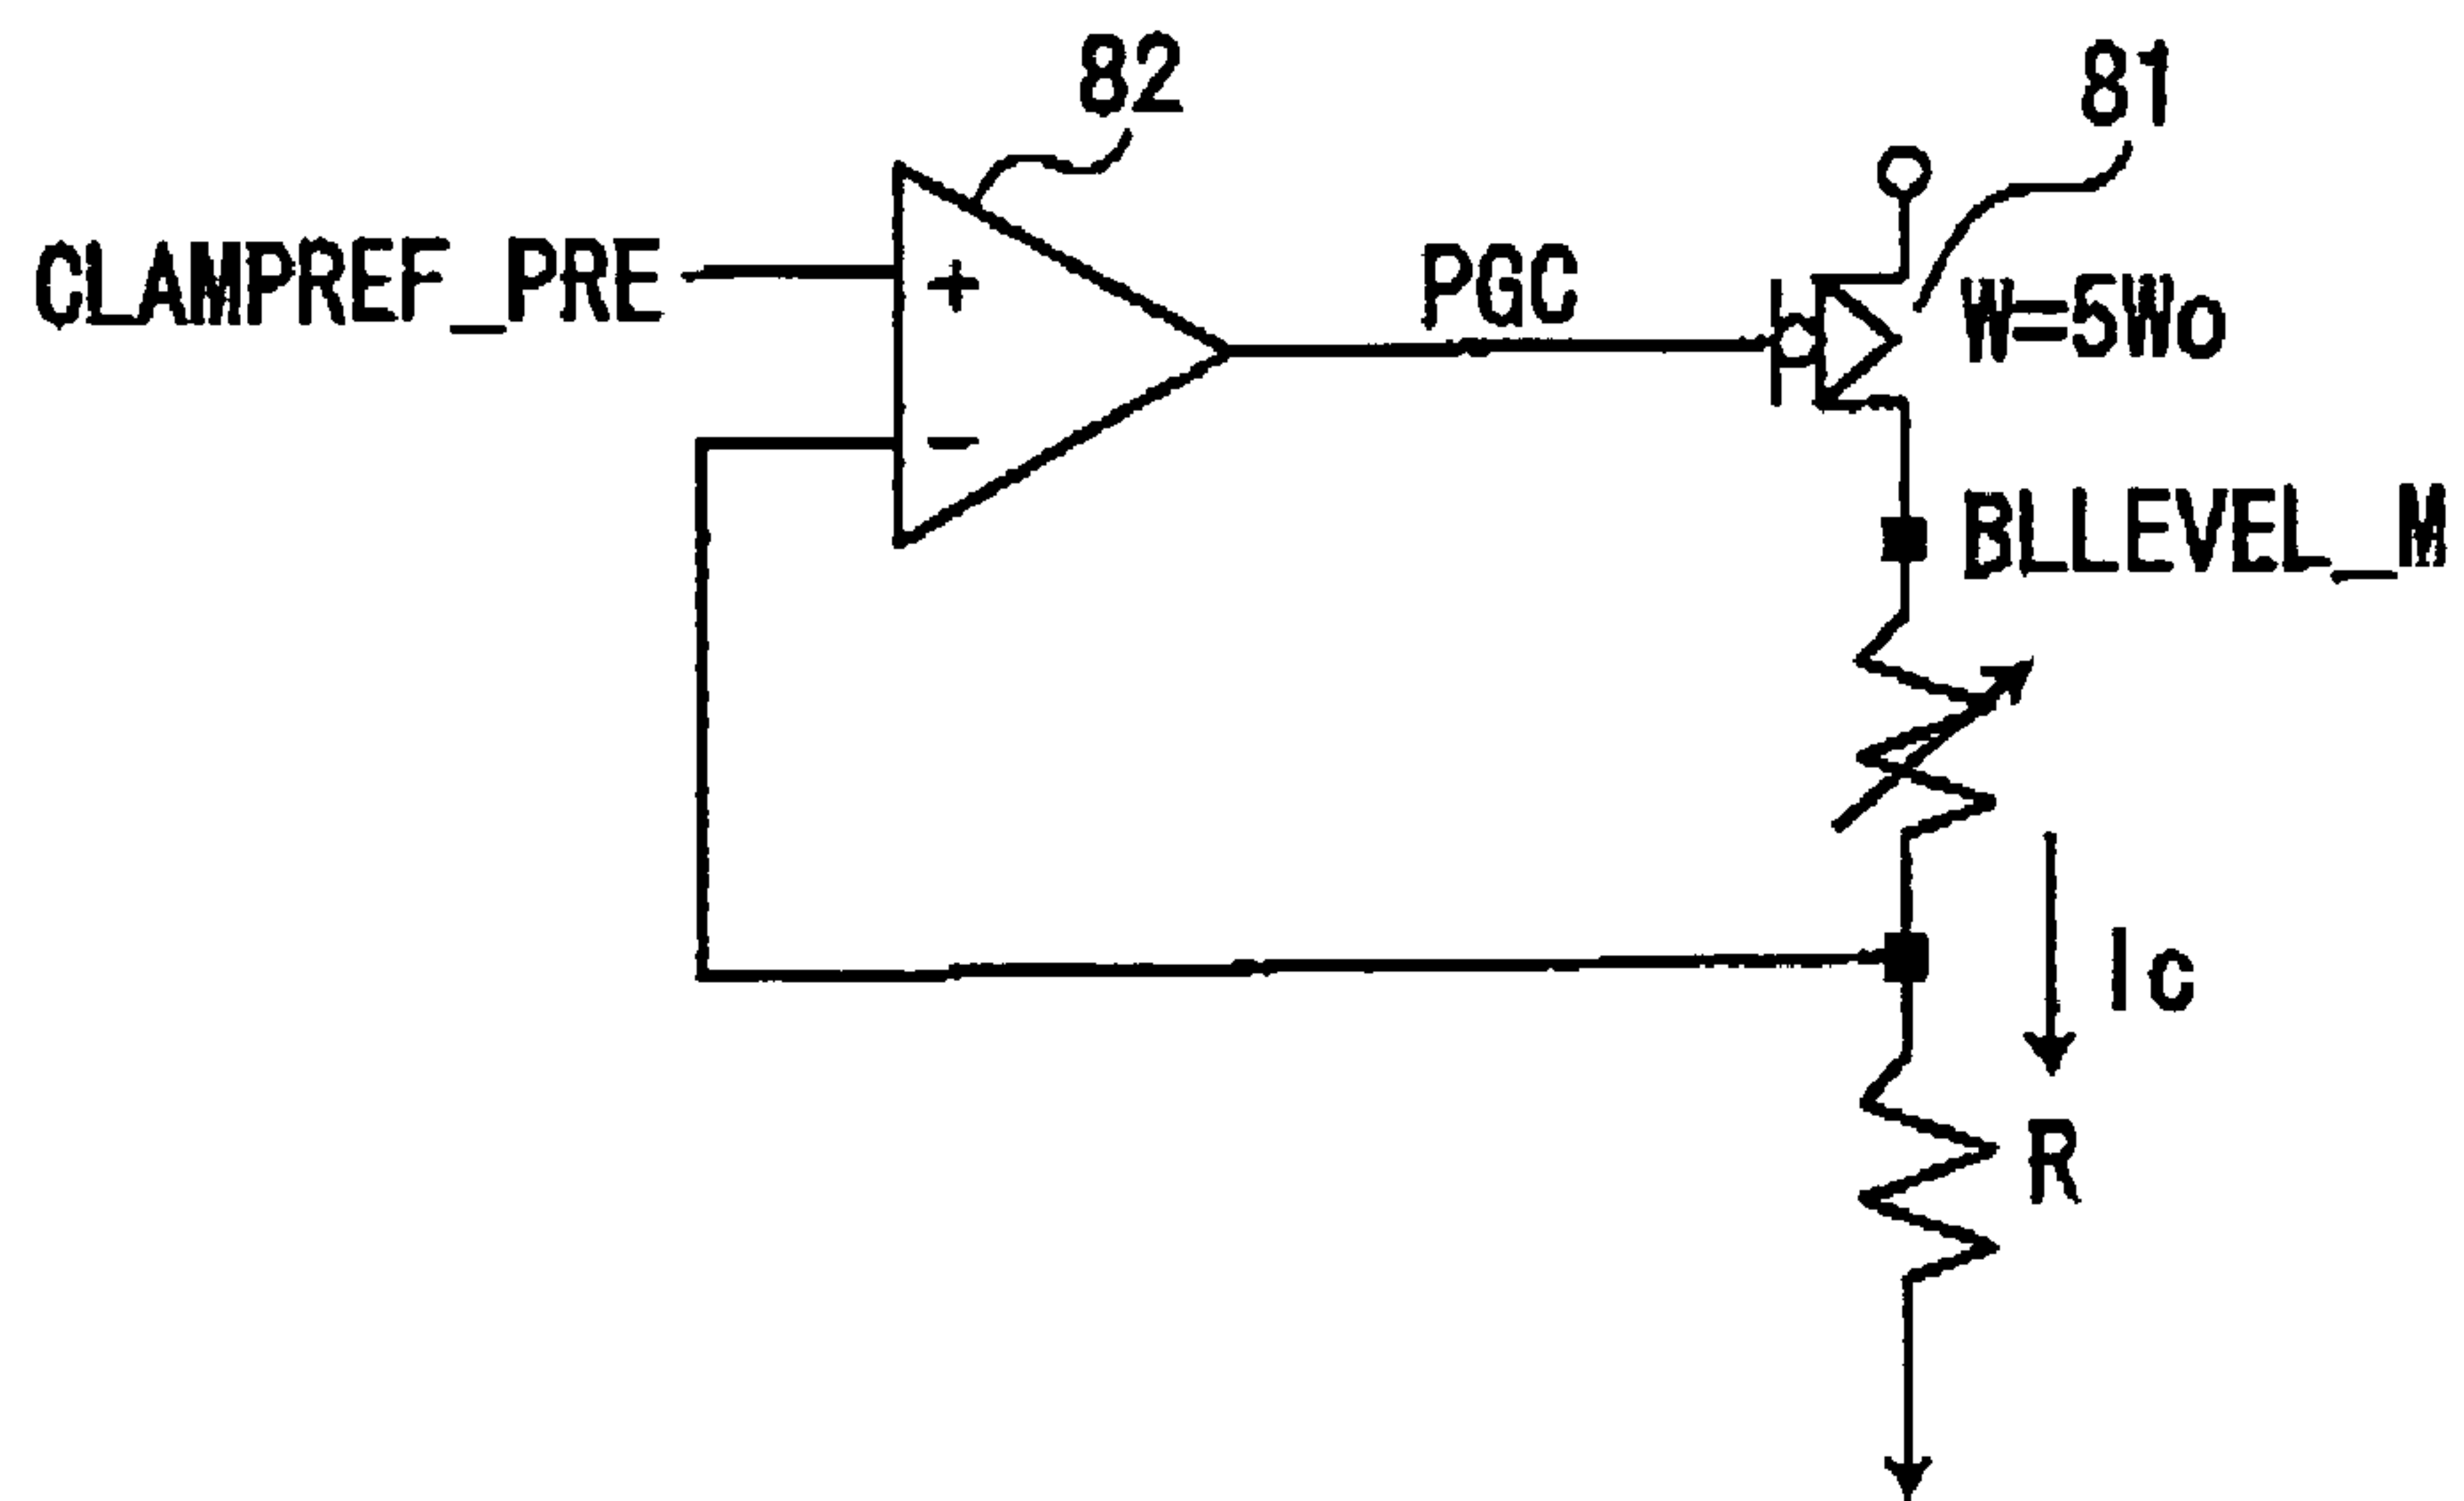 82
81
CLAMPREF_PRE
+
PGC
W=5Wo
-
BLLEVEL_M
Ic
R